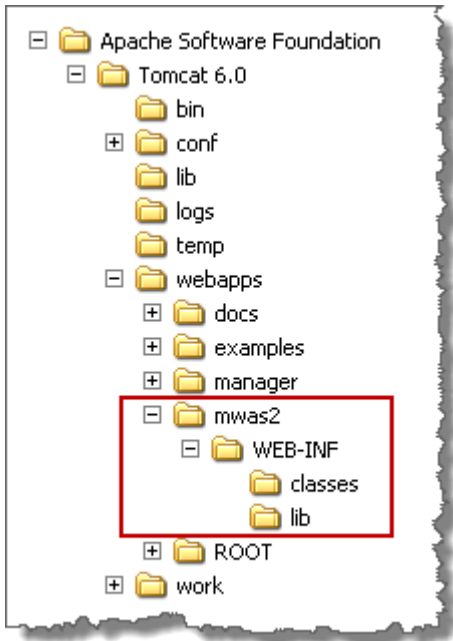 Apache Software Foundation
Tomcat 6.0
bin
conf
lib
logs
temp
webapps
docs
examples
manager
mwas2
WEB-INF
classes
lib
ROOT
work